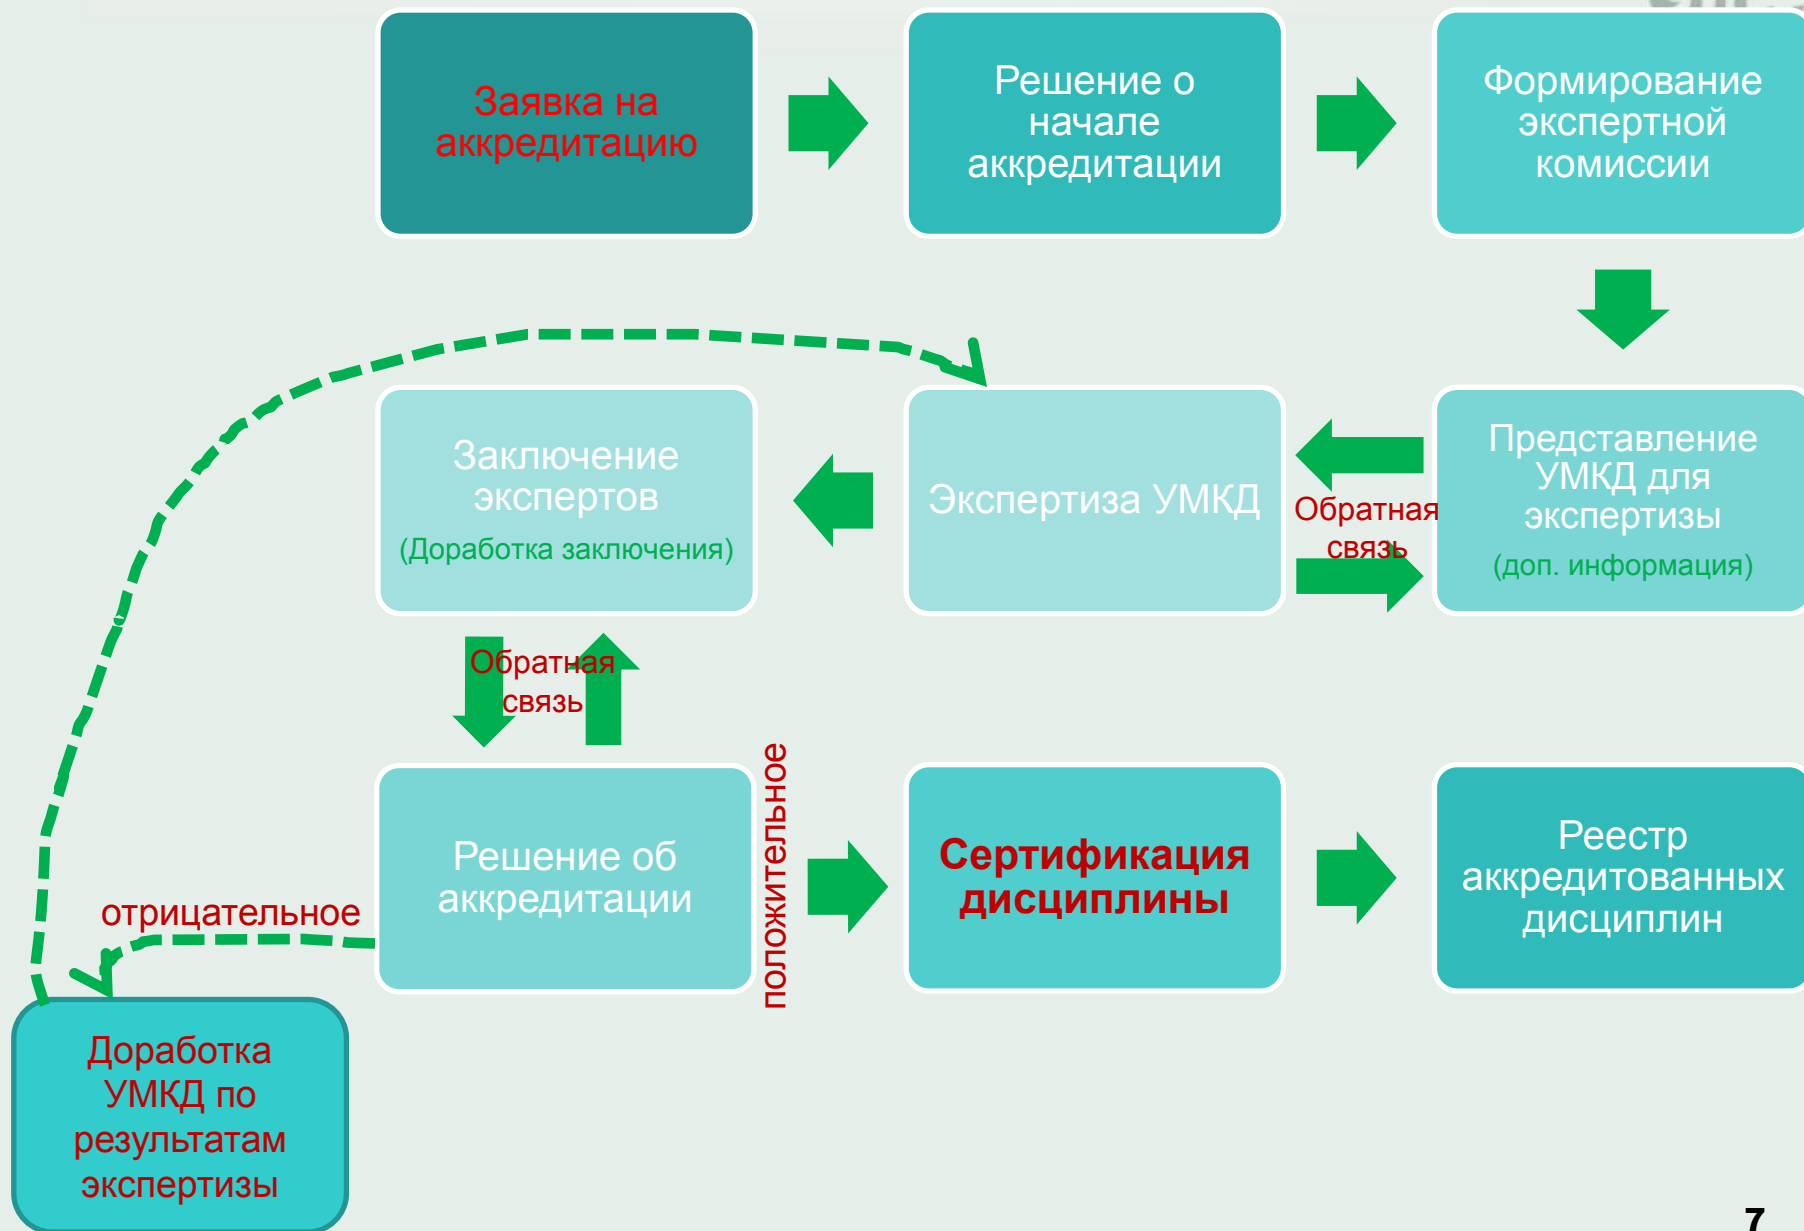 Заявка на
аккредитацию
Решение о
начале
аккредитации
Формирование
экспертной
комиссии
Заключение
экспертов
(Доработка заключения)
Экспертиза УМКД
Обратная
связь
Представление
УМКД для
экспертизы
(доп. информация)
Обратная
связь
Решение об
аккредитации
положительное
Сертификация
дисциплины
Реестр
аккредитованных
дисциплин
отрицательное
Доработка
УМКД по
результатам
экспертизы
7